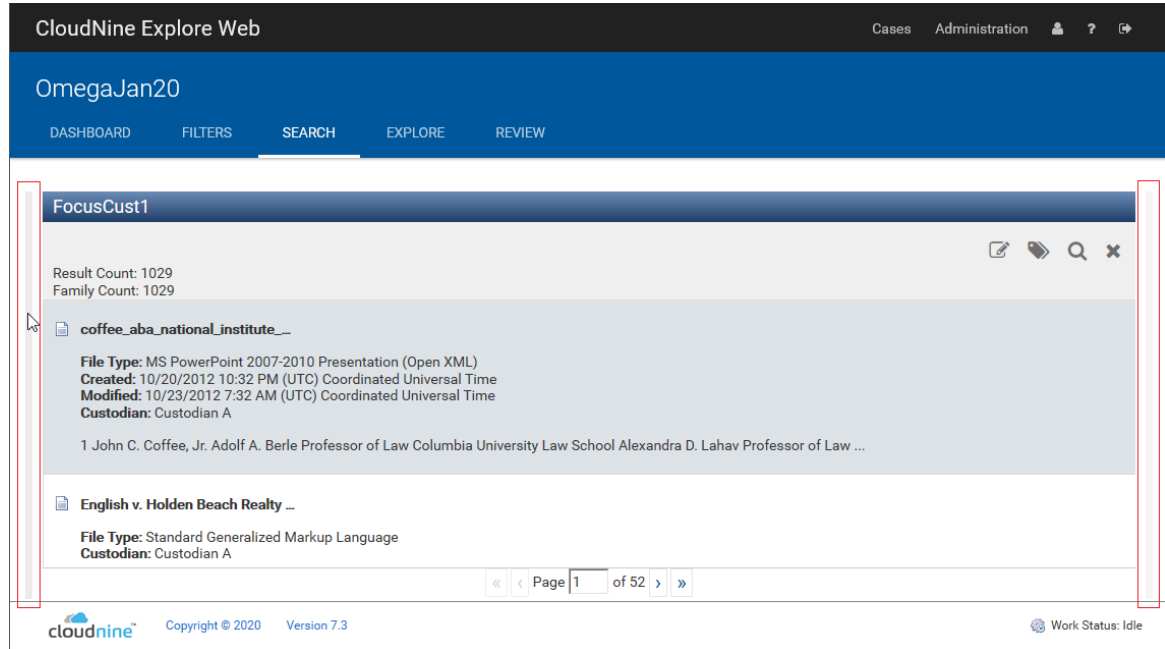 CloudNine Explore Web
Cases Administration ?
OmegaJan20
DASHBOARD FILTERS SEARCH EXPLORE REVIEW
FocusCust1
Result Count: 1029
Family Count: 1029
coffee_aba_national_institute_...
File Type: MS PowerPoint 2007-2010 Presentation (Open XML)
Created: 10/20/2012 10:32 PM (UTC) Coordinated Universal Time
Modified: 10/23/2012 7:32 AM (UTC) Coordinated Universal Time
Custodian: Custodian A
1 John C. Coffee, Jr. Adolf A. Berle Professor of Law Columbia University Law School Alexandra D. Lahav Professor of Law ...
English v. Holden Beach Realty ...
File Type: Standard Generalized Markup Language
Custodian: Custodian A
« ‹ Page 1 of 52 › »
cloudnine™ Copyright © 2020 Version 7.3 Work Status: Idle